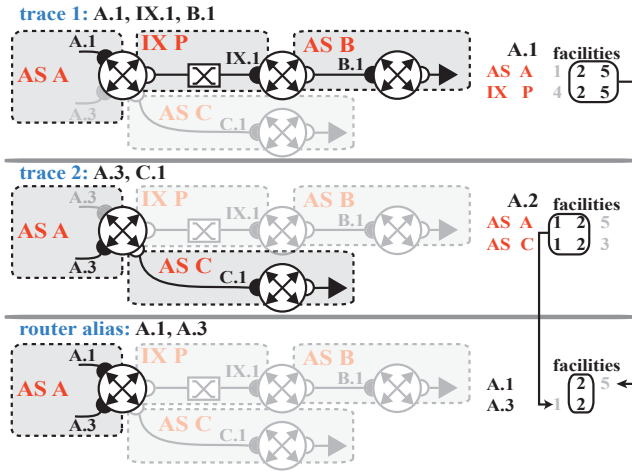 trace 1: A.1, IX.1, B.1
A.1
IX P
IX.1
AS B
B.1
AS A
A.3
AS C
C.1
A.1
facilities
AS A 1 2 5
IX P 4 2 5
trace 2: A.3, C.1
A.3
IX P
IX.1
AS B
B.1
AS A
A.3
AS C
C.1
A.2
facilities
AS A 1 2 5
AS C 1 2 3
router alias: A.1, A.3
A.1
IX P
IX.1
AS B
B.1
AS A
A.3
AS C
C.1
facilities
A.1 2 5
A.3 1 2